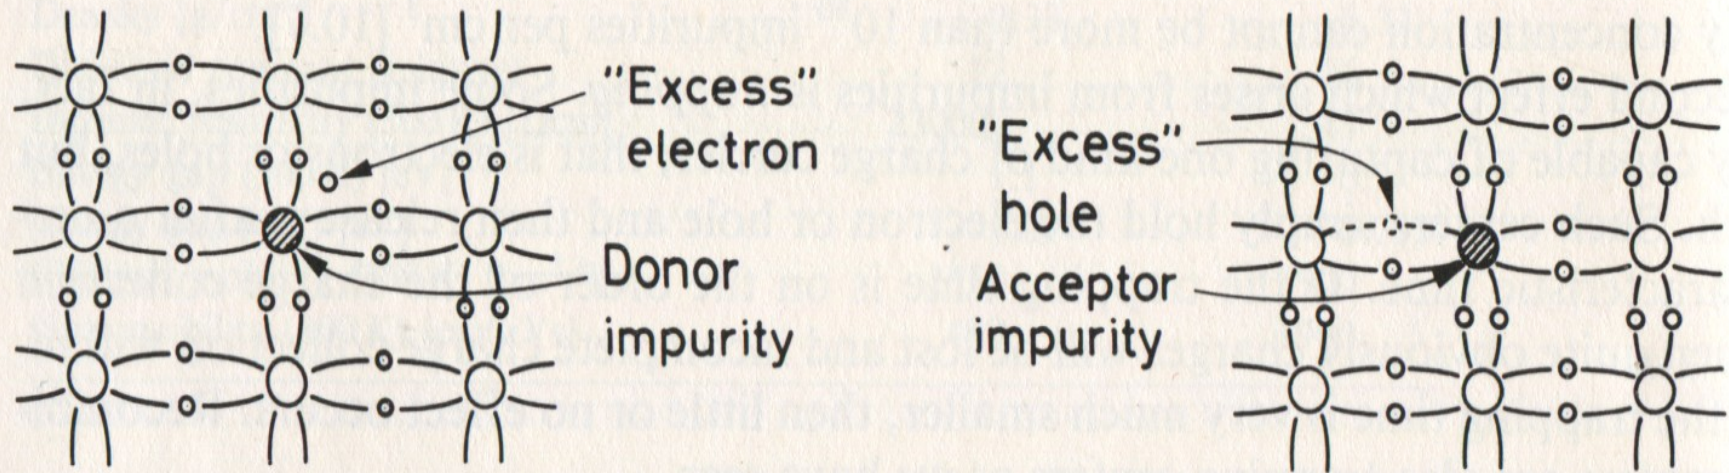 "Excess"
electron
Donor
impurity
"Excess"
hole
Acceptor
impurity